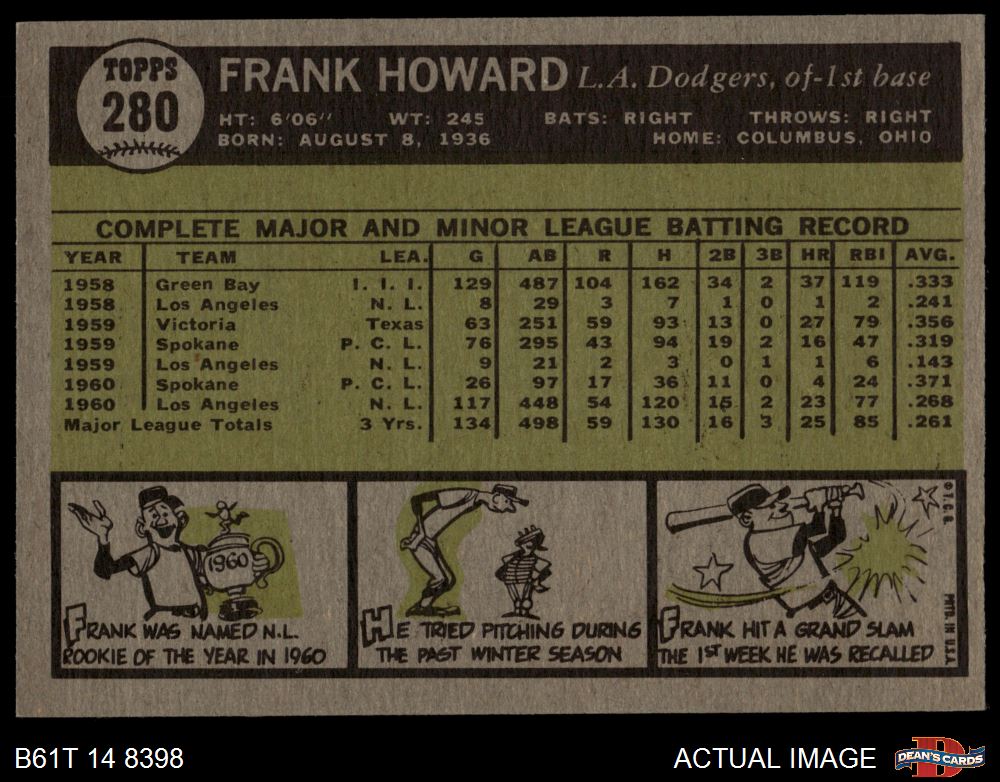 TOPPS
280
FRANK HOWARD L.A. Dodgers, of-1st base
HT: 6'06" WT: 245 BATS: RIGHT THROWS: RIGHT
BORN: AUGUST 8, 1936 HOME: COLUMBUS, OHIO
COMPLETE MAJOR AND MINOR LEAGUE BATTING RECORD
YEAR TEAM LEA. G AB R H 2B 3B HR RBI AVG.
1958 Green Bay I. I. I. 129 487 104 162 34 2 37 119 .333
1958 Los Angeles N. L. 8 29 3 7 1 0 1 2 .241
1959 Victoria Texas 63 251 59 93 13 0 27 79 .356
1959 Spokane P. C. L. 76 295 43 94 19 2 16 47 .319
1959 Los Angeles N. L. 9 21 2 3 0 1 1 6 .143
1960 Spokane P. C. L. 26 97 17 36 11 0 4 24 .371
1960 Los Angeles N. L. 117 448 54 120 15 2 23 77 .268
Major League Totals 3 Yrs. 134 498 59 130 16 3 25 85 .261
1960
FRANK WAS NAMED N.L.
ROOKIE OF THE YEAR IN 1960
HE TRIED PITCHING DURING
THE PAST WINTER SEASON
FRANK HIT A GRAND SLAM
THE 1ST WEEK HE WAS RECALLED
© T.C.G.
PRTD. IN U.S.A.
B61T 14 8398
ACTUAL IMAGE
D
DEAN'S CARDS